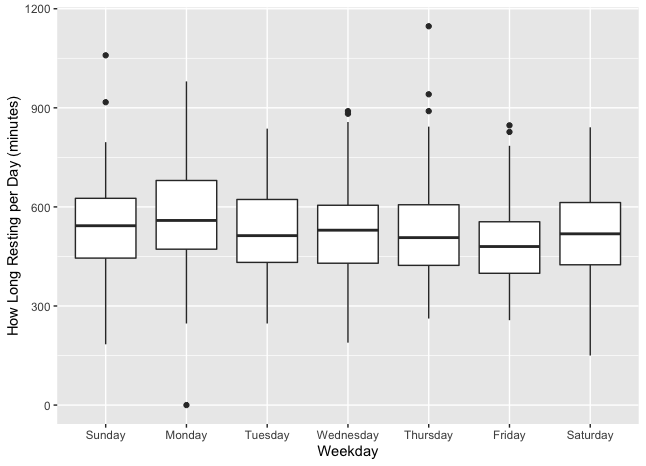 1200
900
600
300
0
How Long Resting per Day (minutes)
Sunday Monday Tuesday Wednesday Thursday Friday Saturday
Weekday